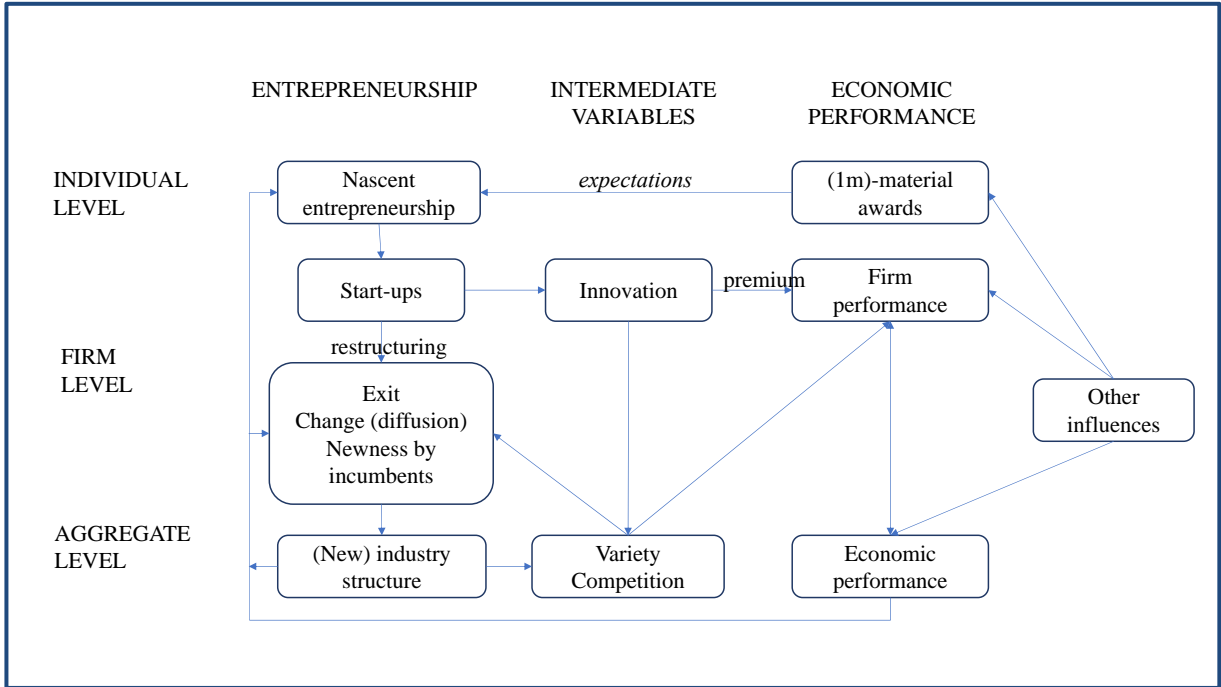 ENTREPRENEURSHIP
INTERMEDIATE
VARIABLES
ECONOMIC
PERFORMANCE
INDIVIDUAL
LEVEL
Nascent
entrepreneurship
expectations
(1m)-material
awards
Start-ups
Innovation
premium
Firm
performance
restructuring
FIRM
LEVEL
Exit
Change (diffusion)
Newness by
incumbents
Other
influences
AGGREGATE
LEVEL
(New) industry
structure
Variety
Competition
Economic
performance